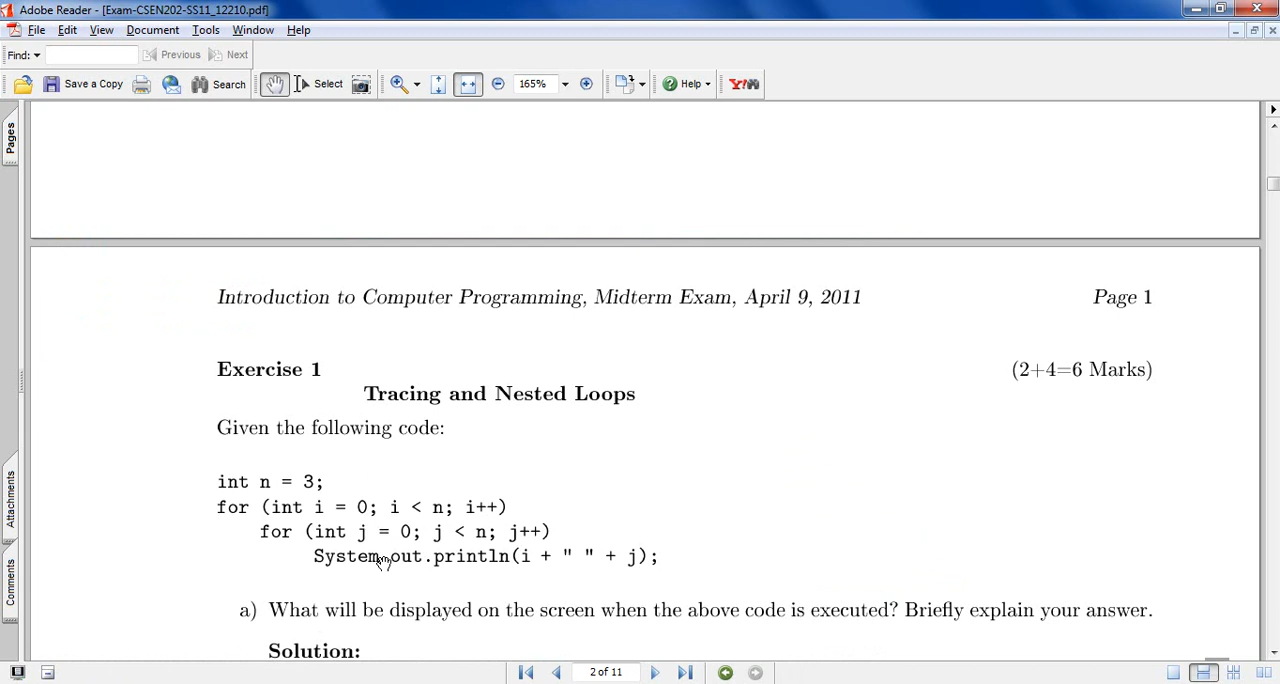 Adobe Reader - [Exam-CSEN202-SS11_12210.pdf]
File Edit View Document Tools Window Help
Find: Previous Next
Save a Copy Search Select 165% Help Y!
Pages
Attachments
Comments
Introduction to Computer Programming, Midterm Exam, April 9, 2011 Page 1
Exercise 1 (2+4=6 Marks)
Tracing and Nested Loops
Given the following code:
int n = 3;
for (int i = 0; i < n; i++)
for (int j = 0; j < n; j++)
System.out.println(i + " " + j);
a) What will be displayed on the screen when the above code is executed? Briefly explain your answer.
Solution:
2 of 11